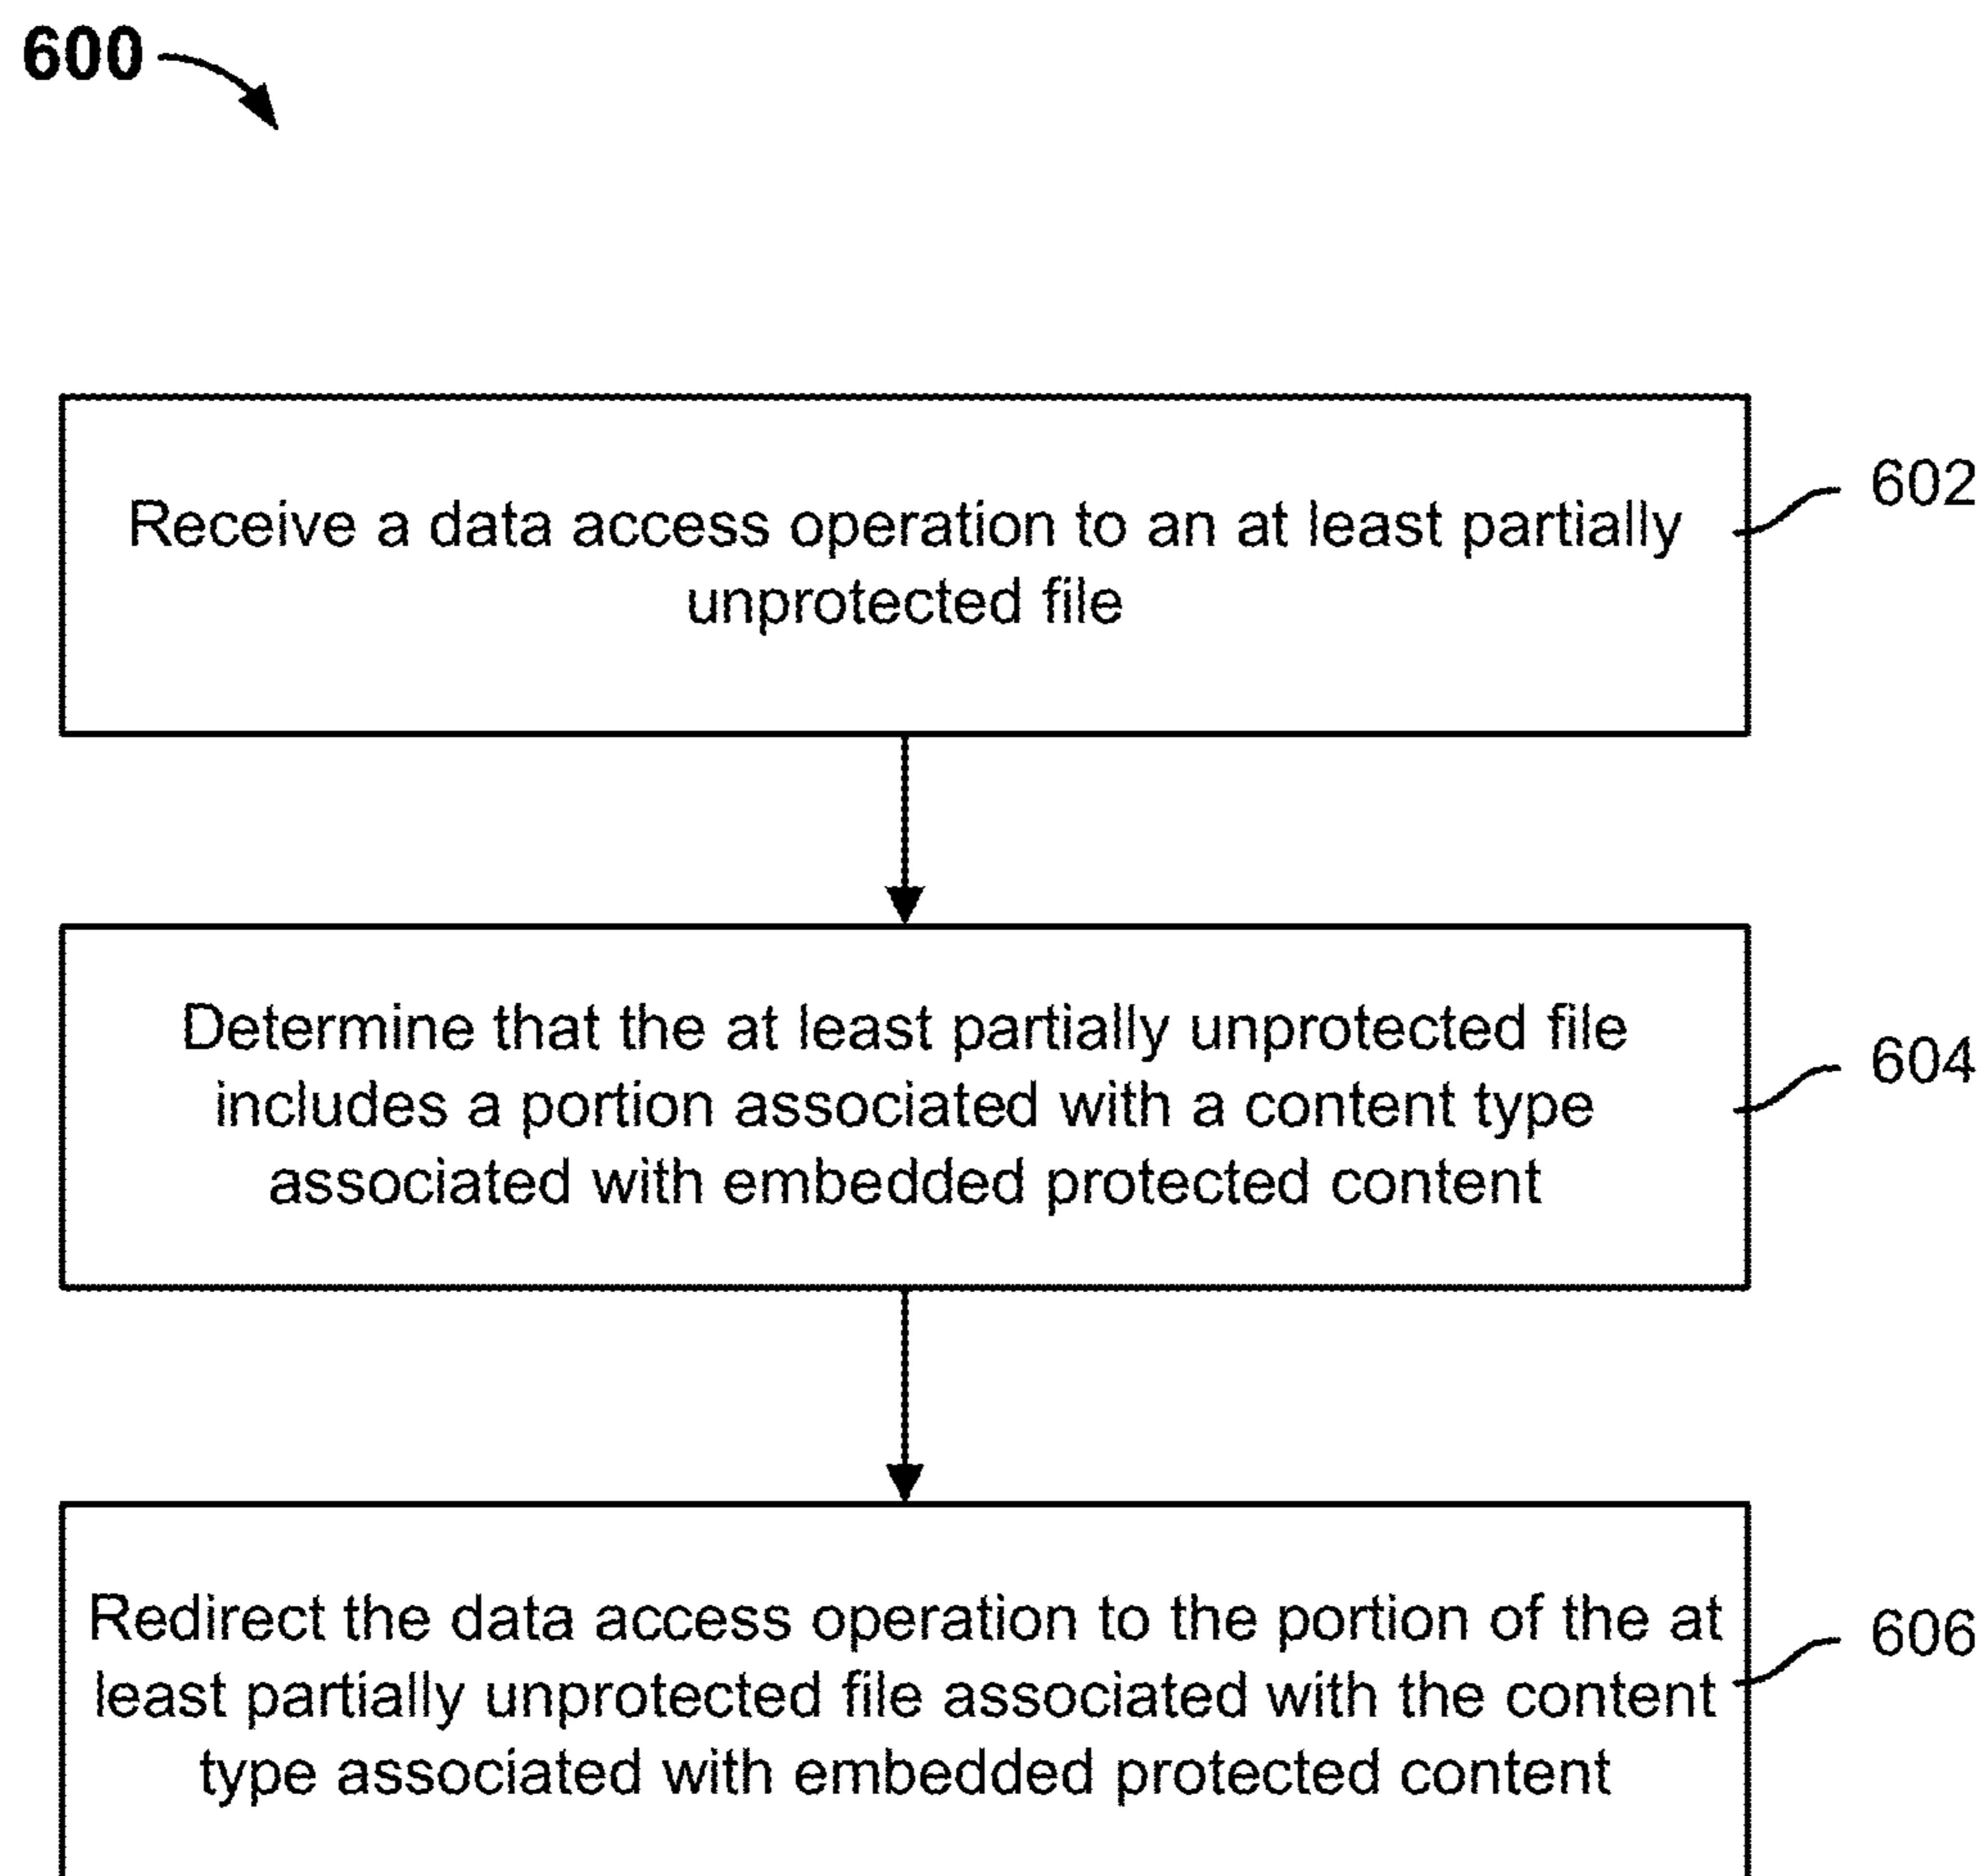 600
Receive a data access operation to an at least partially
unprotected file
602
Determine that the at least partially unprotected file
includes a portion associated with a content type
associated with embedded protected content
604
Redirect the data access operation to the portion of the at
least partially unprotected file associated with the content
type associated with embedded protected content
606